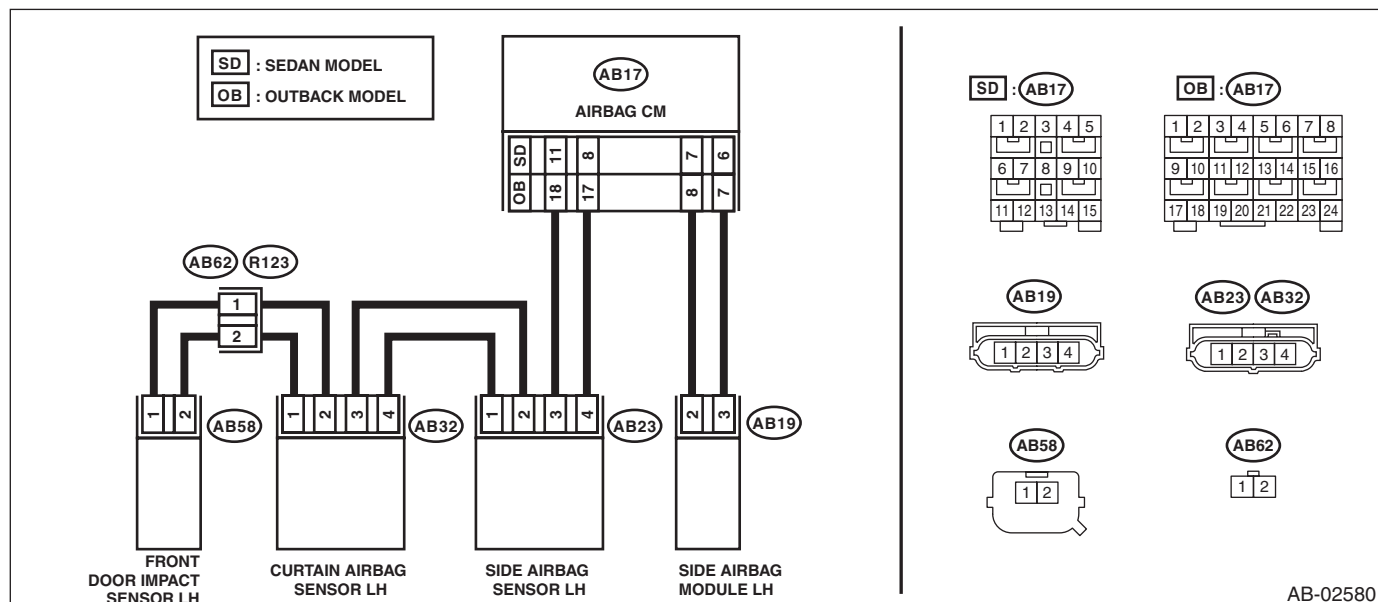 SD : SEDAN MODEL
OB : OUTBACK MODEL
AB17
AIRBAG CM
SD 11 8 7 6
OB 18 17 8 7
AB62 R123
1
2
1 2 AB58
1 2 3 4 AB32
1 2 3 4 AB23
2 3 AB19
FRONT
DOOR IMPACT
SENSOR LH
CURTAIN AIRBAG
SENSOR LH
SIDE AIRBAG
SENSOR LH
SIDE AIRBAG
MODULE LH
SD : AB17
1 2 3 4 5
6 7 8 9 10
11 12 13 14 15
OB : AB17
1 2 3 4 5 6 7 8
9 10 11 12 13 14 15 16
17 18 19 20 21 22 23 24
AB19
1 2 3 4
AB23 AB32
1 2 3 4
AB58
1 2
AB62
1 2
AB-02580